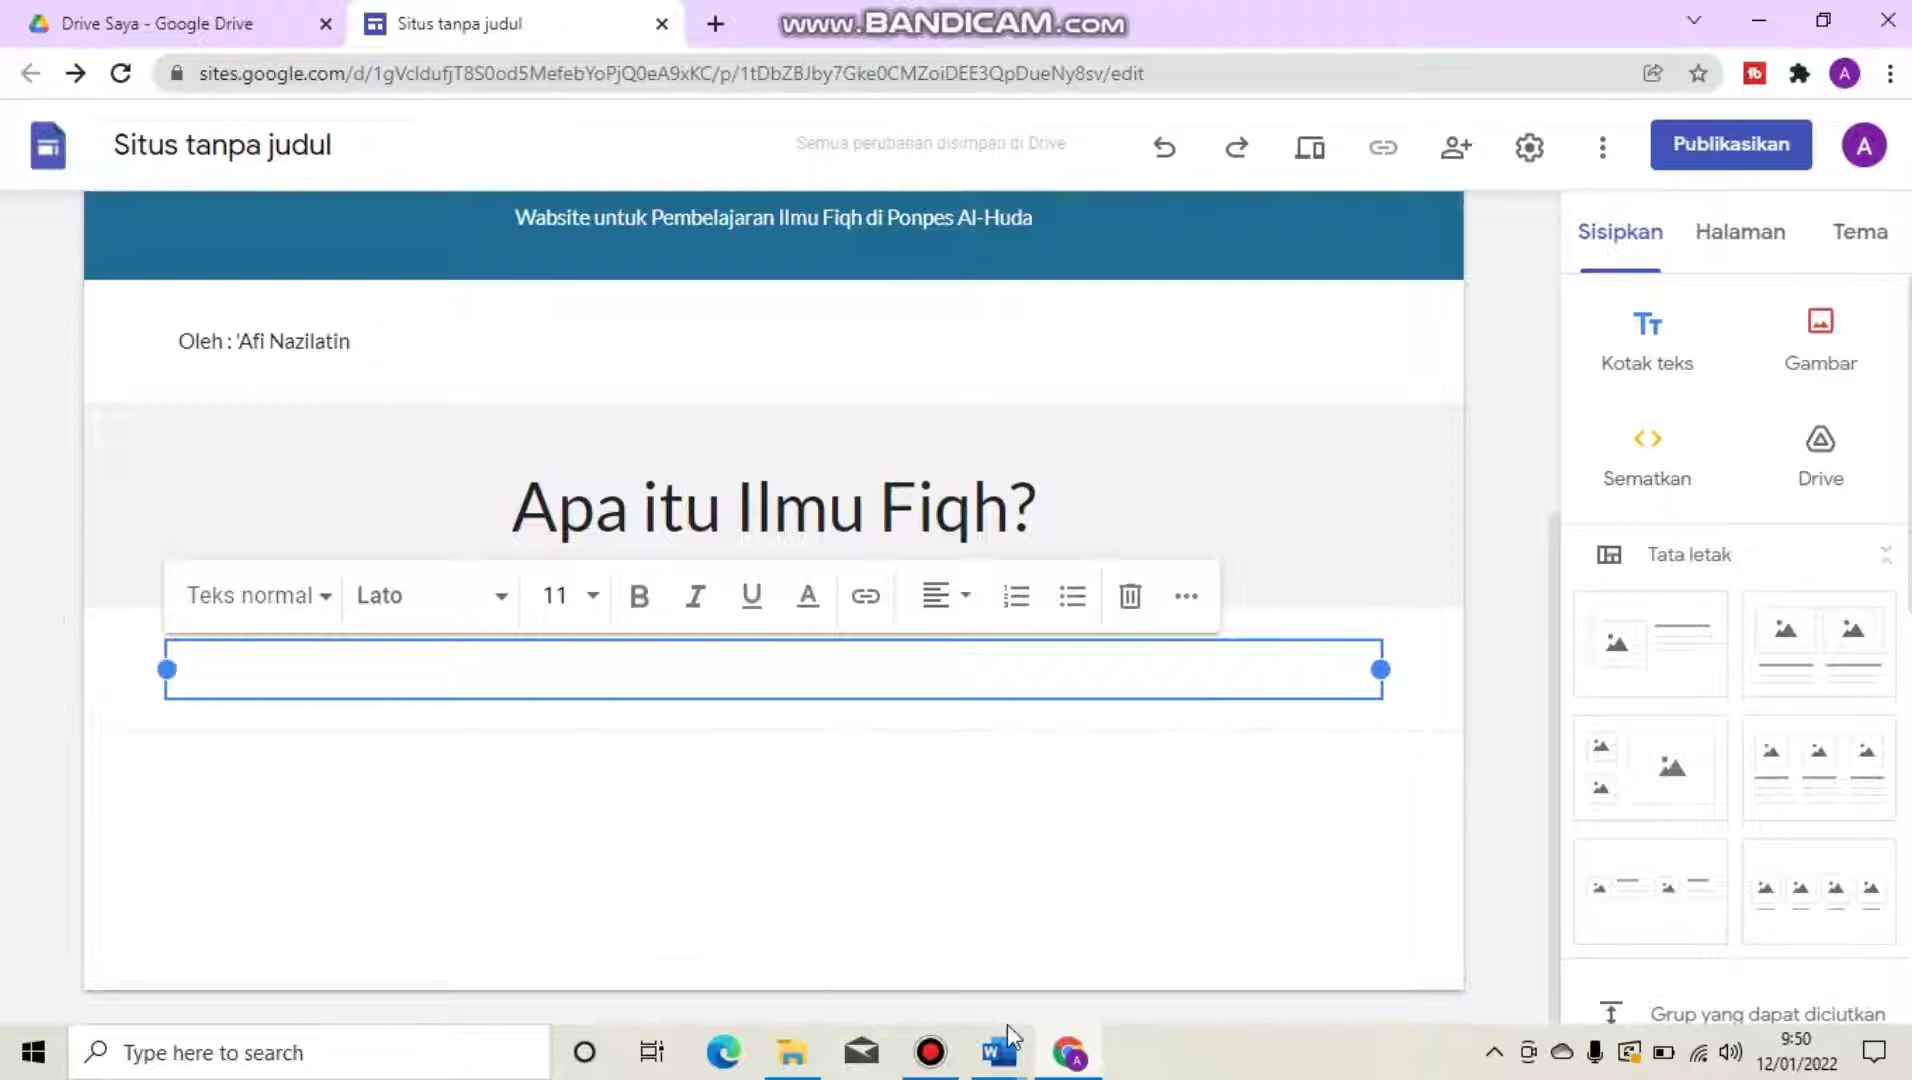 Drive Saya - Google Drive
Situs tanpa judul
www.BANDICAM.com
sites.google.com/d/1gVcldufjT8S0od5MefebYoPjQ0eA9xKC/p/1tDbZBJby7Gke0CMZoiDEE3QpDueNy8sv/edit
A
Situs tanpa judul
Semua perubahan disimpan di Drive
Publikasikan
A
Wabsite untuk Pembelajaran Ilmu Fiqh di Ponpes Al-Huda
Sisipkan Halaman Tema
Oleh : 'Afi Nazilatin
Kotak teks
Gambar
Sematkan
Drive
Apa itu Ilmu Fiqh?
Tata letak
Teks normal Lato 11 B I U A
Grup yang dapat diciutkan
Type here to search
9:50
12/01/2022